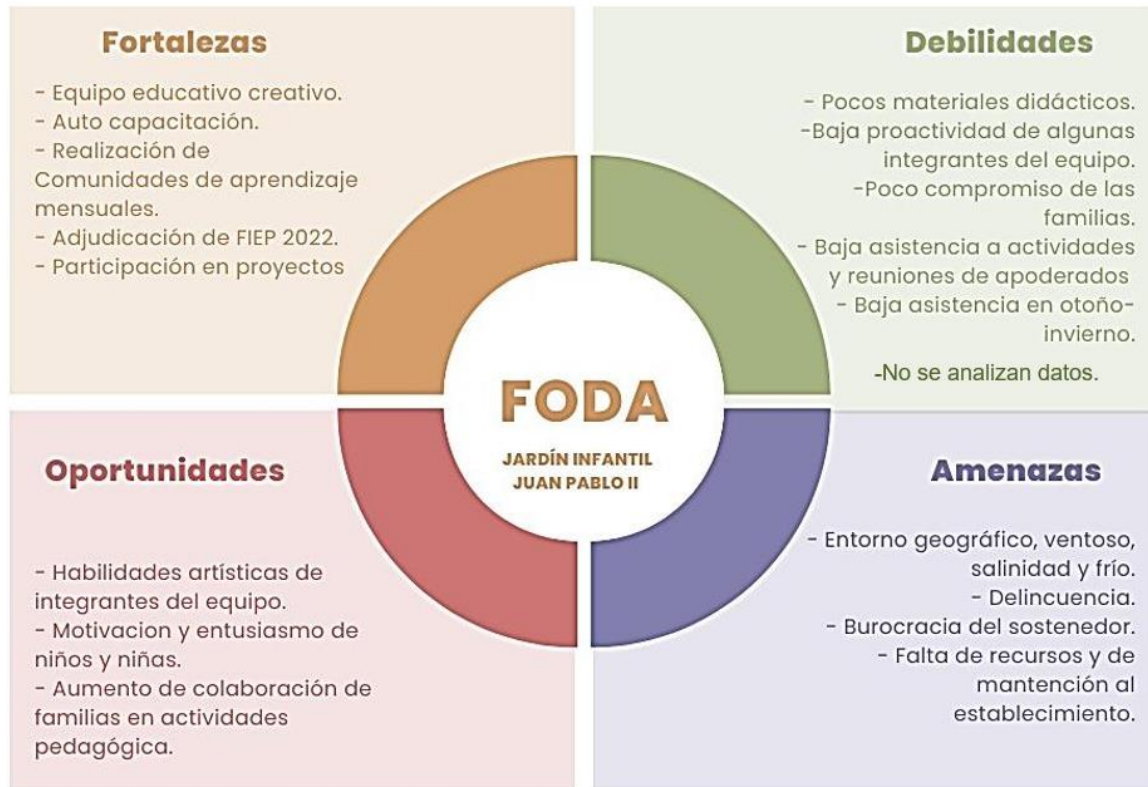 Fortalezas
- Equipo educativo creativo.
- Auto capacitación.
- Realización de
Comunidades de aprendizaje
mensuales.
- Adjudicación de FIEP 2022.
- Participación en proyectos
Debilidades
- Pocos materiales didácticos.
-Baja proactividad de algunas
integrantes del equipo.
-Poco compromiso de las
familias.
- Baja asistencia a actividades
y reuniones de apoderados
- Baja asistencia en otoño-
invierno.
-No se analizan datos.
FODA
JARDÍN INFANTIL
JUAN PABLO II
Oportunidades
- Habilidades artísticas de
integrantes del equipo.
- Motivacion y entusiasmo de
niños y niñas.
- Aumento de colaboración de
familias en actividades
pedagógica.
Amenazas
- Entorno geográfico, ventoso,
salinidad y frío.
- Delincuencia.
- Burocracia del sostenedor.
- Falta de recursos y de
mantención al
establecimiento.